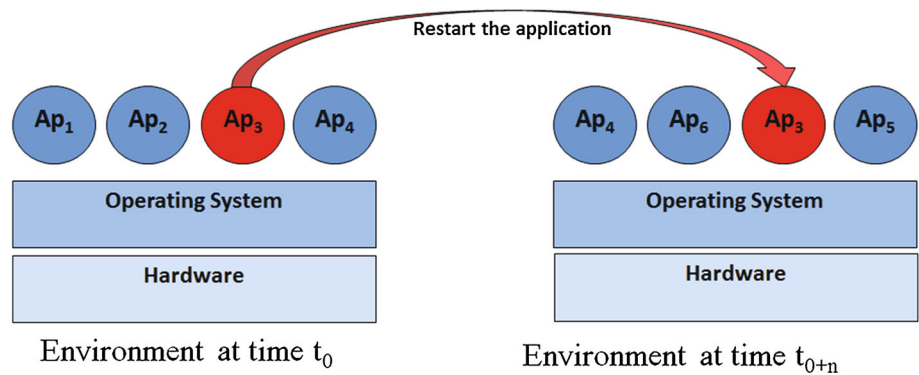 Restart the application
Ap₁ Ap₂ Ap₃ Ap₄
Ap₄ Ap₆ Ap₃ Ap₅
Operating System
Operating System
Hardware
Hardware
Environment at time t₀
Environment at time t₀₊ₙ